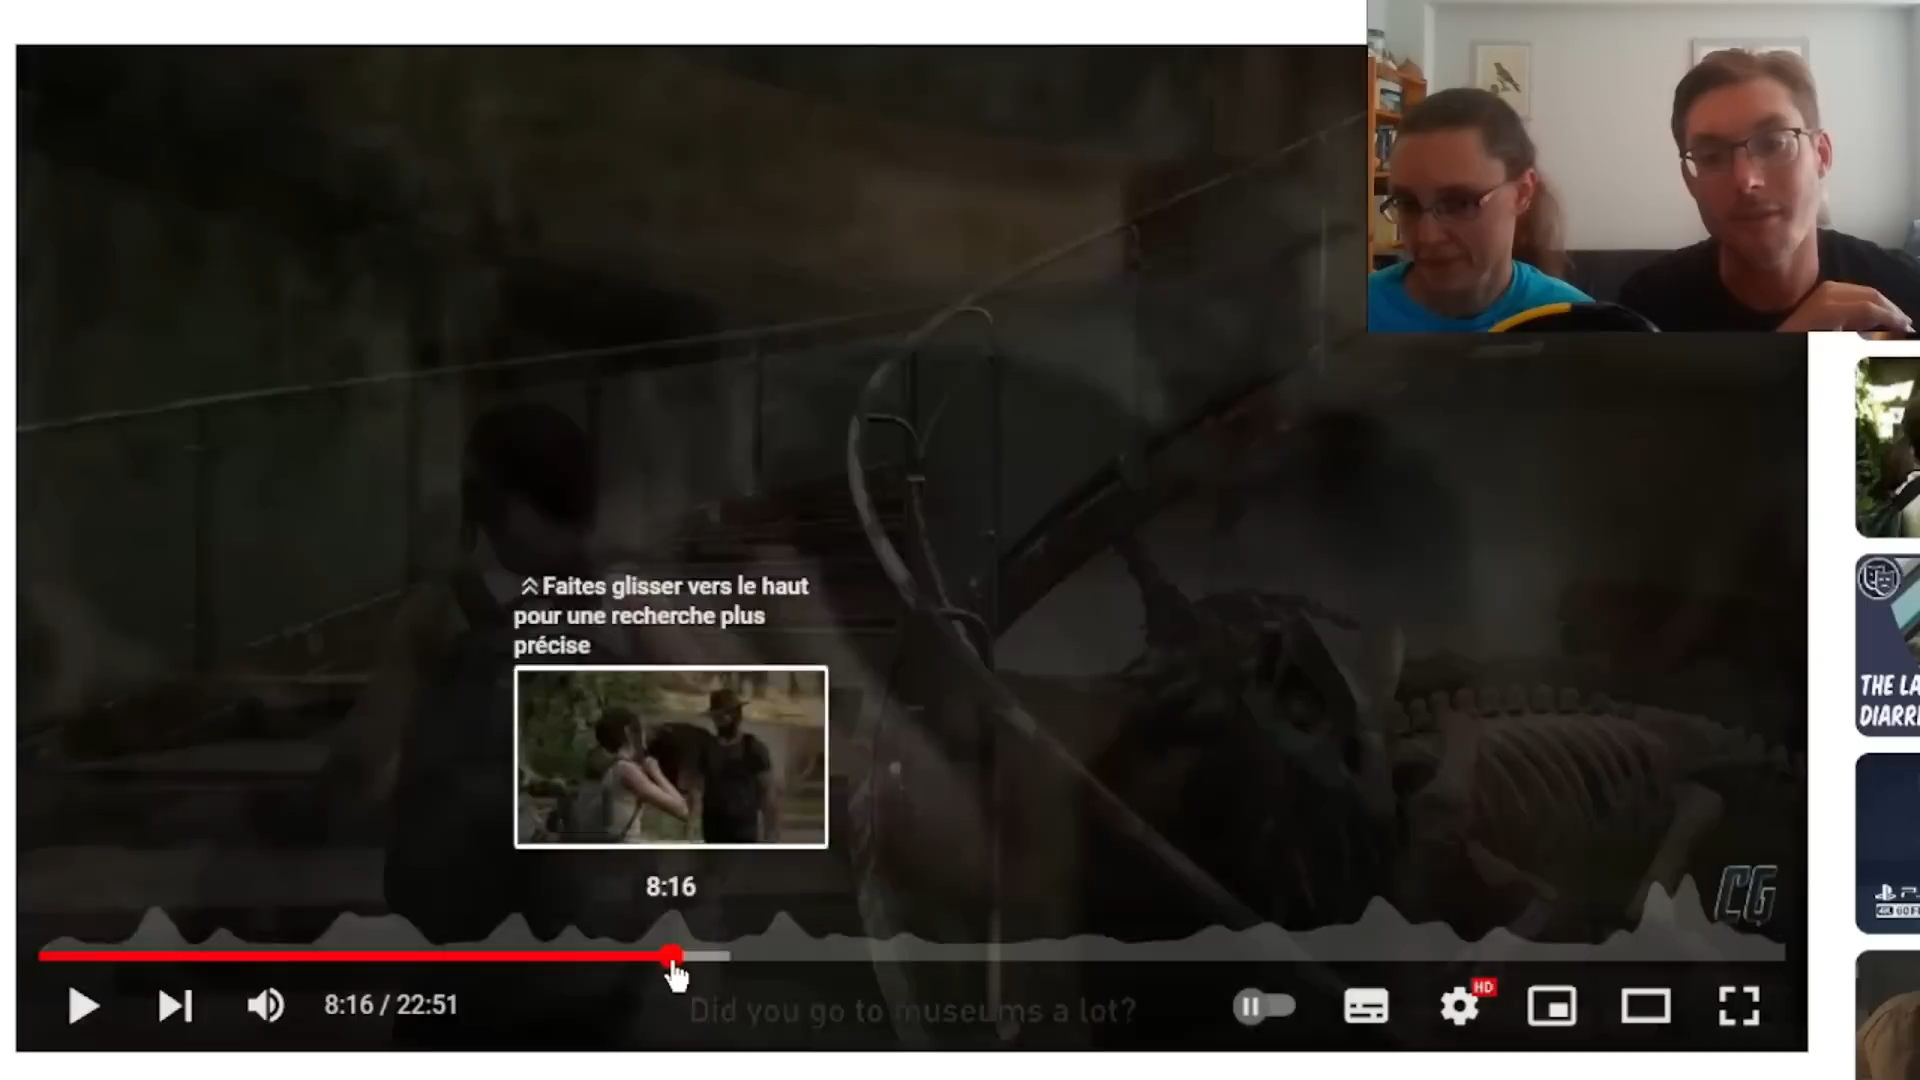 Faites glisser vers le haut
pour une recherche plus
précise
8:16
CG
8:16 / 22:51
Did you go to museums a lot?
HD
THE LA
DIARR